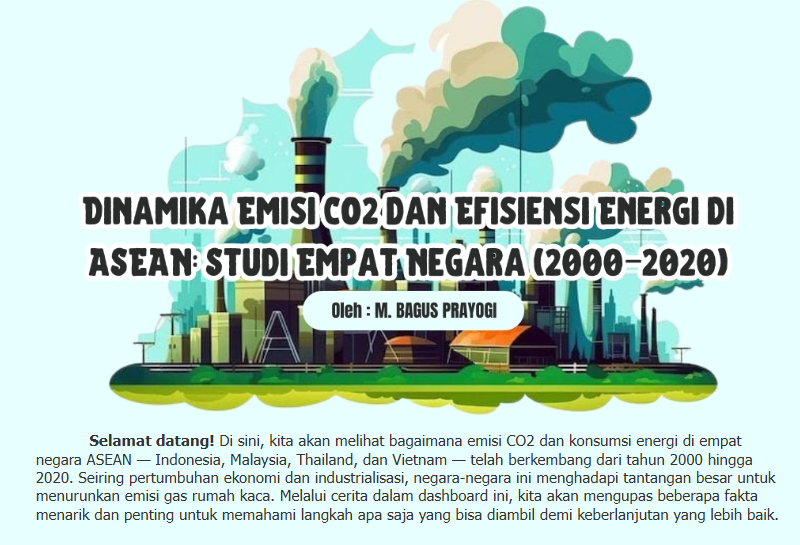 DINAMIKA EMISI CO2 DAN EFISIENSI ENERGI DI
ASEAN: STUDI EMPAT NEGARA (2000-2020)
Oleh : M. BAGUS PRAYOGI
Selamat datang! Di sini, kita akan melihat bagaimana emisi CO2 dan konsumsi energi di empat
negara ASEAN — Indonesia, Malaysia, Thailand, dan Vietnam — telah berkembang dari tahun 2000 hingga
2020. Seiring pertumbuhan ekonomi dan industrialisasi, negara-negara ini menghadapi tantangan besar untuk
menurunkan emisi gas rumah kaca. Melalui cerita dalam dashboard ini, kita akan mengupas beberapa fakta
menarik dan penting untuk memahami langkah apa saja yang bisa diambil demi keberlanjutan yang lebih baik.